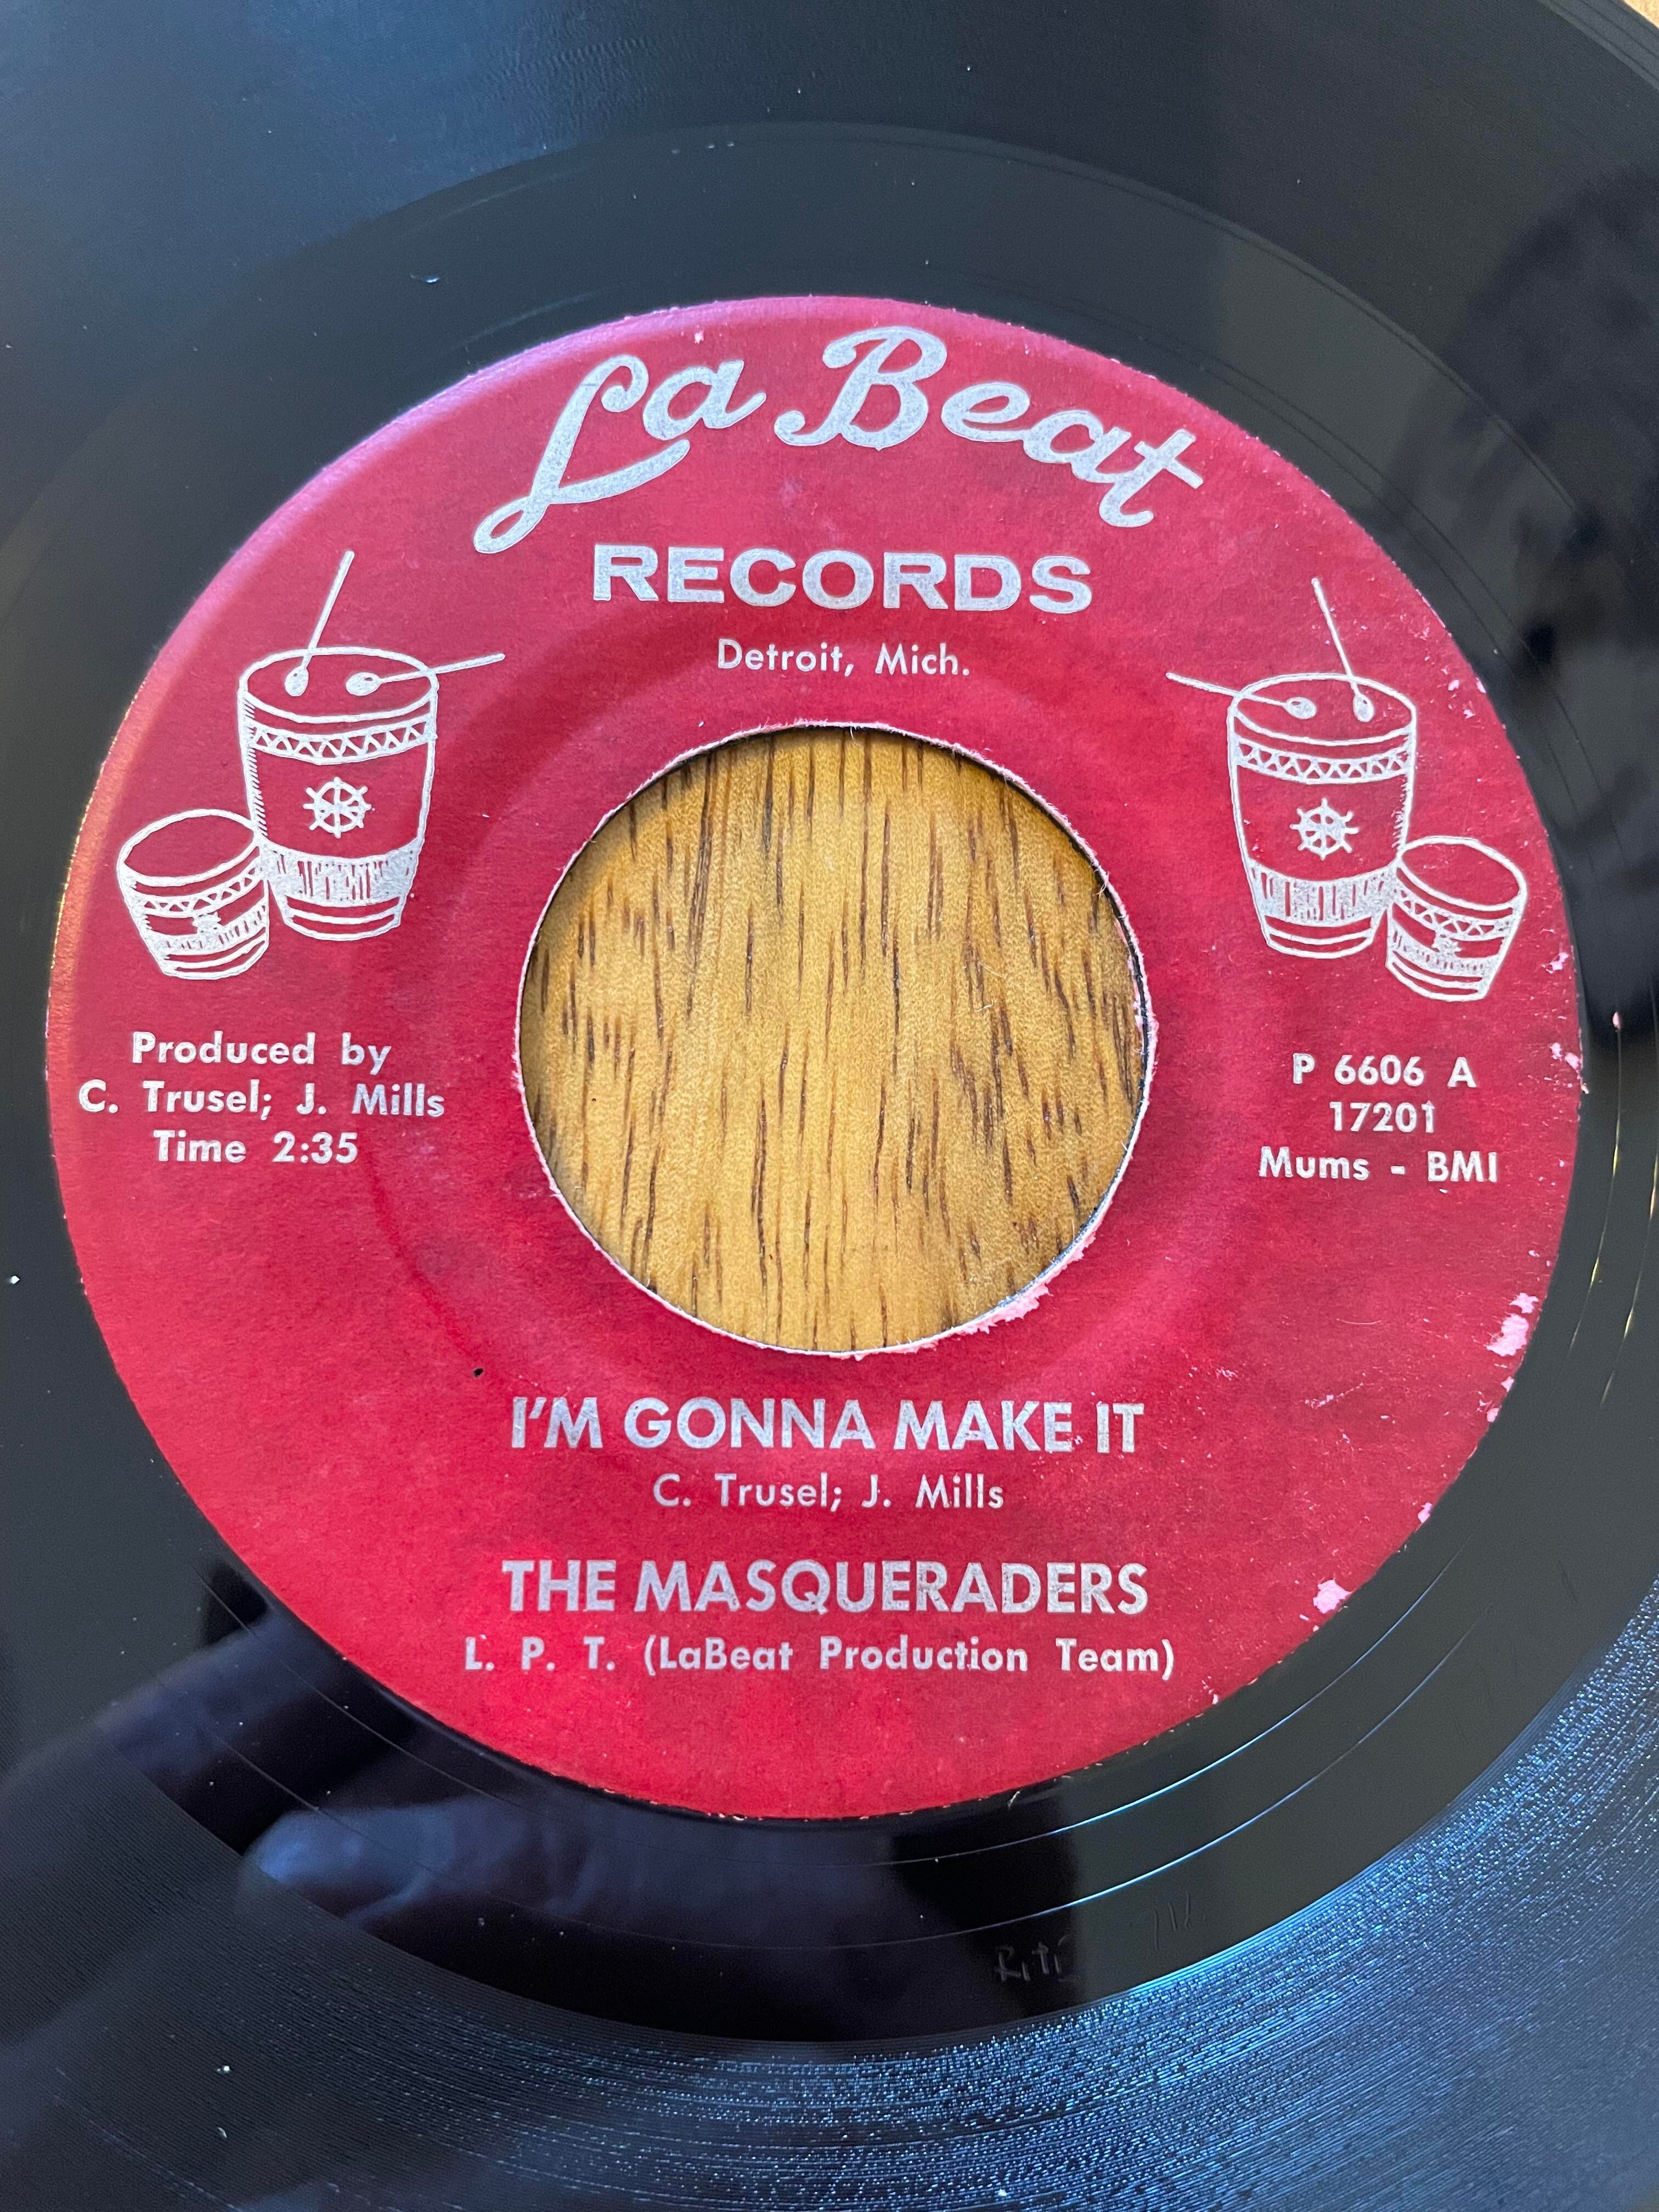 La Beat
RECORDS
Detroit, Mich.
Produced by
C. Trusel; J. Mills
Time 2:35
P 6606 A
17201
Mums - BMI
I'M GONNA MAKE IT
C. Trusel; J. Mills
THE MASQUERADERS
L. P. T. (LaBeat Production Team)